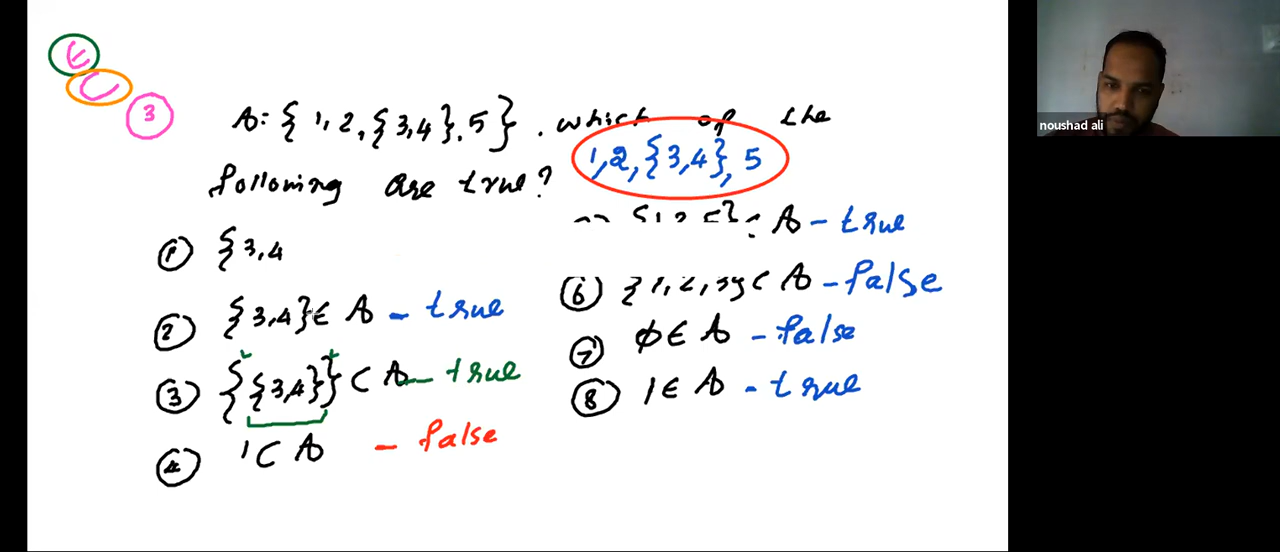 ∈
⊂
3 A: {1,2,{3,4},5}. which of the
following are true? 1,2,{3,4},5
① {3,4
② {3,4}∈ A - true
③ {{3,4}} ⊂ A - true
④ 1 ⊂ A - false
A - true
⑥ ⊂ A - false
⑦ ϕ∈ A - false
⑧ 1∈ A - true
noushad ali